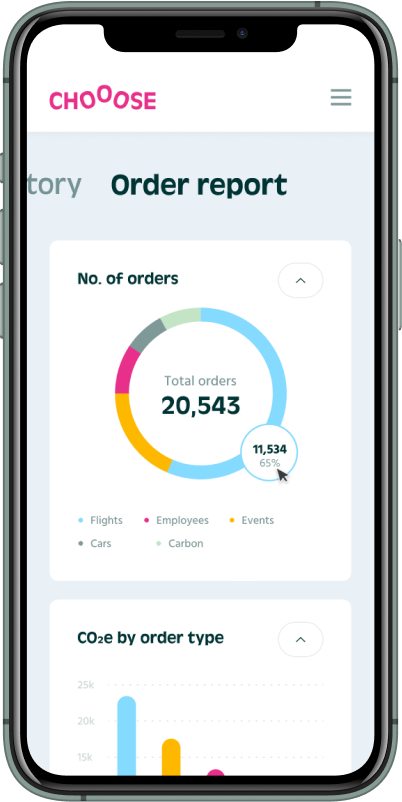 CHOOOSE
tory Order report
No. of orders
Total orders
20,543
11,534
65%
Flights Employees Events
Cars Carbon
CO₂e by order type
25k
20k
15k